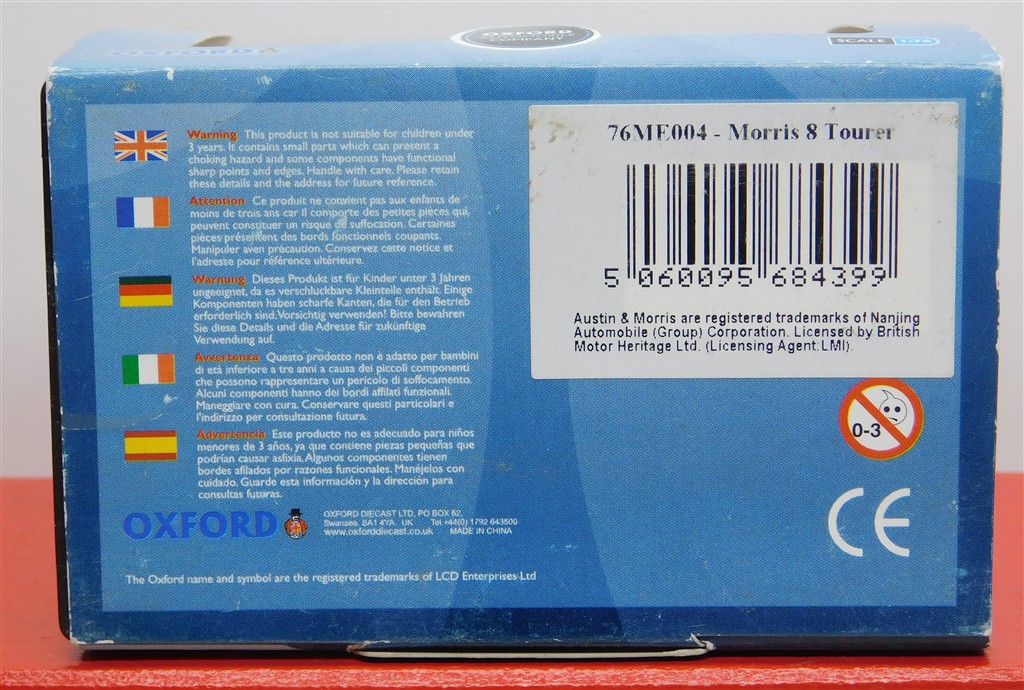 OXFORD
OXFORD
SCALE 1:76
Warning This product is not suitable for children under
3 years. It contains small parts which can present a
choking hazard and some components have functional
sharp points and edges. Handle with care. Please retain
these details and the address for future reference.
Attention Ce produit ne convient pas aux enfants de
moins de trois ans car il comporte des petites pièces qui,
peuvent constituer un risque de suffocation. Certaines
pièces présentent des bords fonctionnels coupants.
Manipuler aven précaution. Conservez cette notice et
l'adresse pour référence ultérieure.
Warnung Dieses Produkt ist für Kinder unter 3 Jahren
ungeeignet, da es verschluckbare Kleinteile enthält. Einige
Komponenten haben scharfe Kanten, die für den Betrieb
erforderlich sind.Vorsichtig verwenden! Bitte bewahren
Sie diese Details und die Adresse für zukünftige
Verwendung auf.
Avvertenza Questo prodotto non è adatto per bambini
di età inferiore a tre anni a causa dei piccoli componenti
che possono rappresentare un pericolo di soffocamento.
Alcuni componenti hanno dei bordi affilati funzionali.
Maneggiare con cura. Conservare questi particolari e
l'indirizzo per consultazione futura.
Advertencia Este producto no es adecuado para niños
menores de 3 años, ya que contiene piezas pequeñas que
podrían causar asfixia. Algunos componentes tienen
bordes afilados por razones funcionales. Manéjelos con
cuidado. Guarde esta información y la dirección para
consultas futuras.
OXFORD
OXFORD DIECAST LTD, PO BOX 62,
Swansea, SA1 4YA. UK Tel +44(0) 1792 643500
www.oxforddiecast.co.uk MADE IN CHINA
The Oxford name and symbol are the registered trademarks of LCD Enterprises Ltd
76ME004 - Morris 8 Tourer
5 060095 684399
Austin & Morris are registered trademarks of Nanjing
Automobile (Group) Corporation. Licensed by British
Motor Heritage Ltd. (Licensing Agent:LMI).
0-3
CE